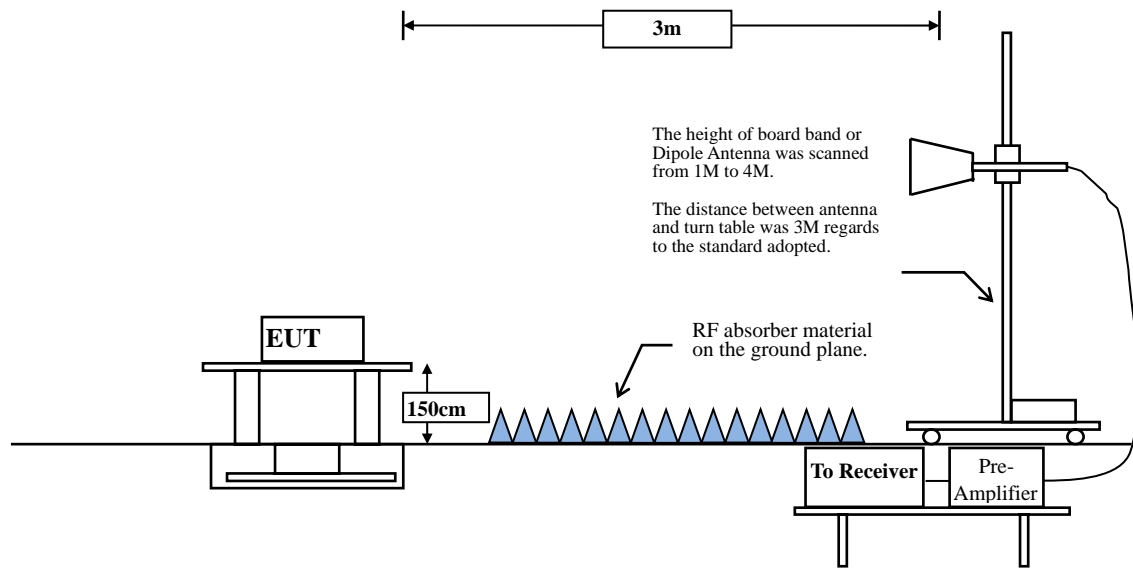 3m
The height of board band or
Dipole Antenna was scanned
from 1M to 4M.
The distance between antenna
and turn table was 3M regards
to the standard adopted.
RF absorber material
on the ground plane.
EUT
150cm
To Receiver
Pre-
Amplifier